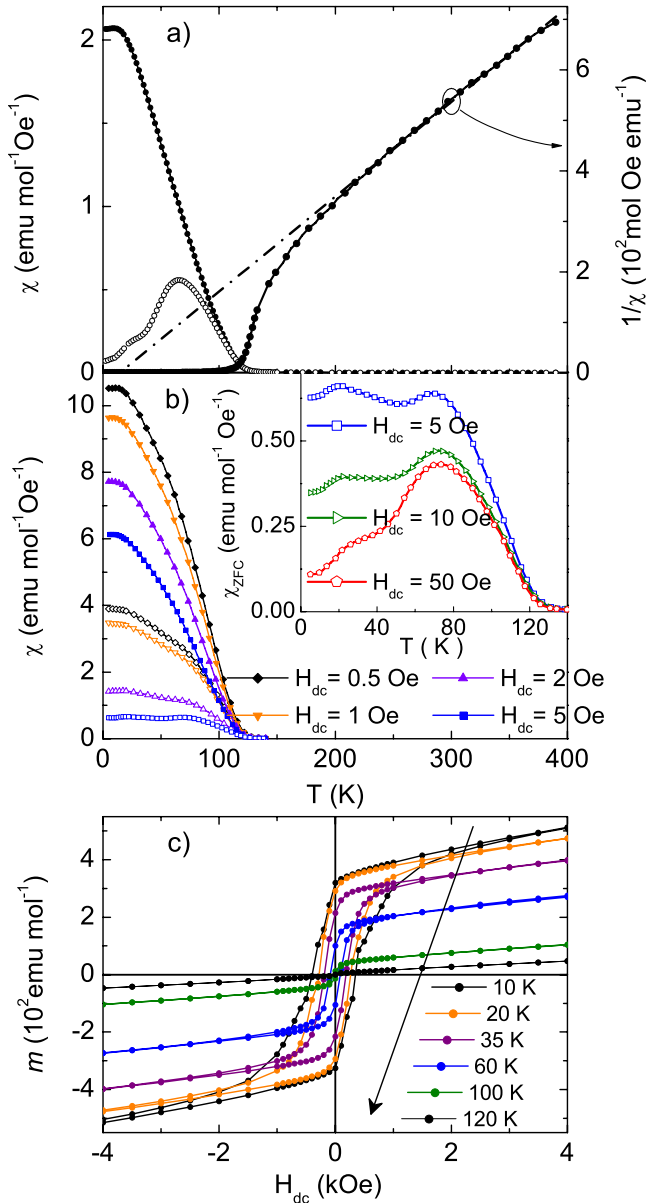 a)
2
1
0
χ (emu mol⁻¹Oe⁻¹)
6
4
2
0
1/χ (10²mol Oe emu⁻¹)
b)
10
8
6
4
2
0
χ (emu mol⁻¹Oe⁻¹)
0.50
0.25
0.00
χZFC (emu mol⁻¹ Oe⁻¹)
Hdc = 5 Oe
Hdc = 10 Oe
Hdc = 50 Oe
0 40 80 120
T ( K )
Hdc = 0.5 Oe Hdc = 2 Oe
Hdc = 1 Oe Hdc = 5 Oe
0 100 200 300 400
T (K)
c)
4
2
0
-2
-4
m (10²emu mol⁻¹)
10 K
20 K
35 K
60 K
100 K
120 K
-4 -2 0 2 4
Hdc (kOe)